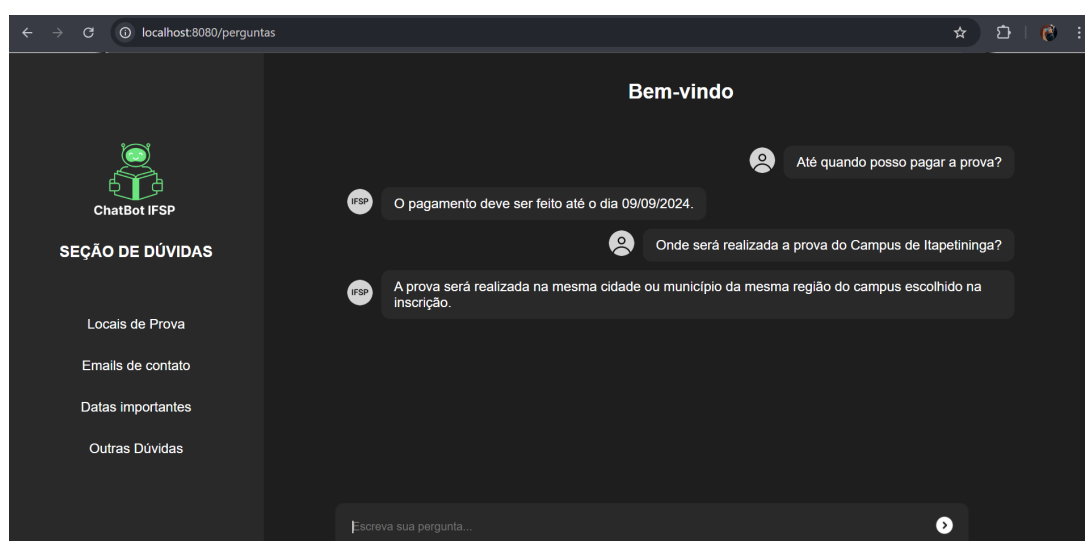 localhost:8080/perguntas
Bem-vindo
ChatBot IFSP
SEÇÃO DE DÚVIDAS
Locais de Prova
Emails de contato
Datas importantes
Outras Dúvidas
Até quando posso pagar a prova?
IFSP
O pagamento deve ser feito até o dia 09/09/2024.
Onde será realizada a prova do Campus de Itapetininga?
IFSP
A prova será realizada na mesma cidade ou município da mesma região do campus escolhido na
inscrição.
Escreva sua pergunta...